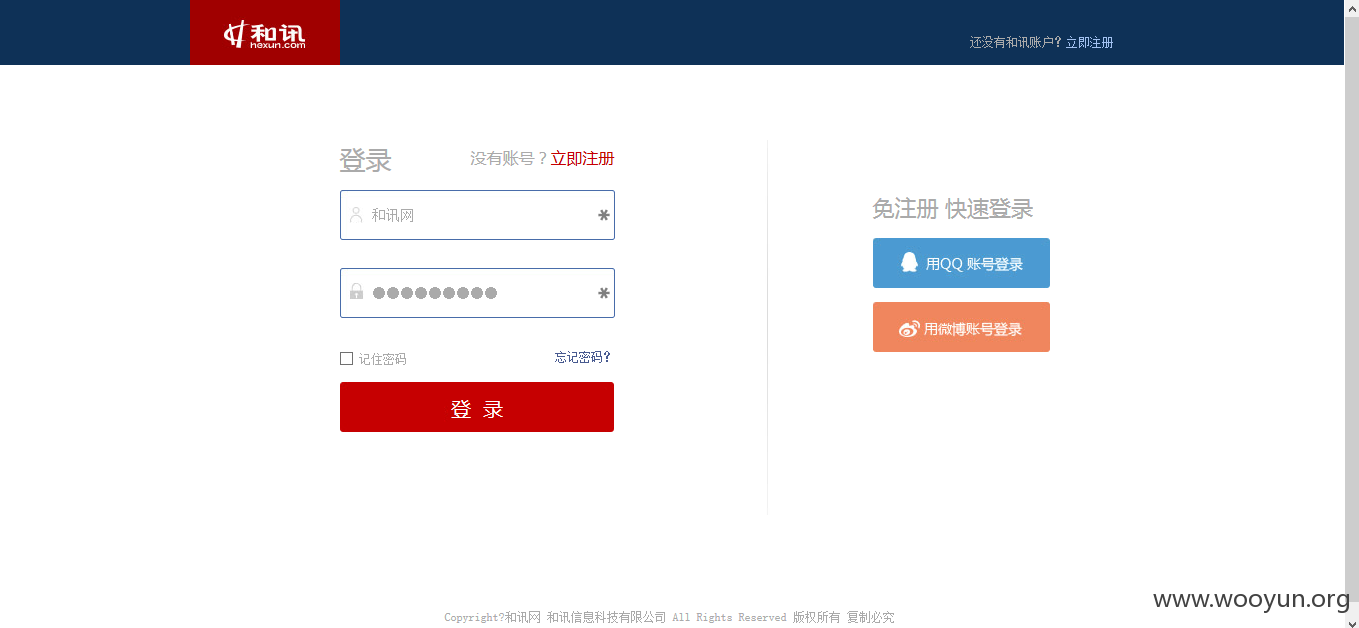 和讯
hexun.com
还没有和讯账户？立即注册
登录
没有账号？立即注册
和讯网 *
●●●●●●●●● *
记住密码
忘记密码？
登 录
免注册 快速登录
用QQ 账号登录
用微博账号登录
Copyright?和讯网 和讯信息科技有限公司 All Rights Reserved 版权所有 复制必究
www.wooyun.org